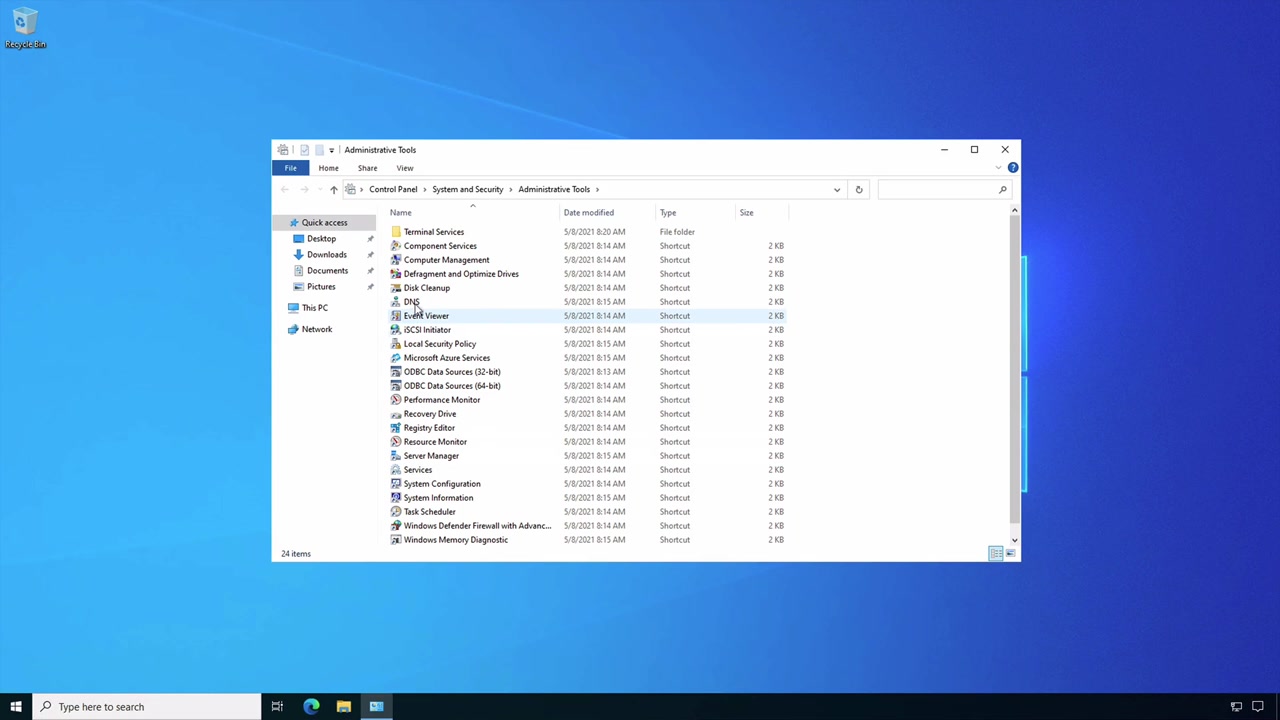 Recycle Bin
Administrative Tools
File Home Share View
Control Panel System and Security Administrative Tools
Name Date modified Type Size
Quick access
Desktop
Downloads
Documents
Pictures
This PC
Network
Terminal Services 5/8/2021 8:20 AM File folder
Component Services 5/8/2021 8:14 AM Shortcut 2 KB
Computer Management 5/8/2021 8:14 AM Shortcut 2 KB
Defragment and Optimize Drives 5/8/2021 8:14 AM Shortcut 2 KB
Disk Cleanup 5/8/2021 8:14 AM Shortcut 2 KB
DNS 5/8/2021 8:15 AM Shortcut 2 KB
Event Viewer 5/8/2021 8:14 AM Shortcut 2 KB
iSCSI Initiator 5/8/2021 8:14 AM Shortcut 2 KB
Local Security Policy 5/8/2021 8:15 AM Shortcut 2 KB
Microsoft Azure Services 5/8/2021 8:15 AM Shortcut 2 KB
ODBC Data Sources (32-bit) 5/8/2021 8:13 AM Shortcut 2 KB
ODBC Data Sources (64-bit) 5/8/2021 8:14 AM Shortcut 2 KB
Performance Monitor 5/8/2021 8:14 AM Shortcut 2 KB
Recovery Drive 5/8/2021 8:14 AM Shortcut 2 KB
Registry Editor 5/8/2021 8:14 AM Shortcut 2 KB
Resource Monitor 5/8/2021 8:14 AM Shortcut 2 KB
Server Manager 5/8/2021 8:15 AM Shortcut 2 KB
Services 5/8/2021 8:14 AM Shortcut 2 KB
System Configuration 5/8/2021 8:14 AM Shortcut 2 KB
System Information 5/8/2021 8:15 AM Shortcut 2 KB
Task Scheduler 5/8/2021 8:14 AM Shortcut 2 KB
Windows Defender Firewall with Advanc... 5/8/2021 8:14 AM Shortcut 2 KB
Windows Memory Diagnostic 5/8/2021 8:14 AM Shortcut 2 KB
24 items
Type here to search